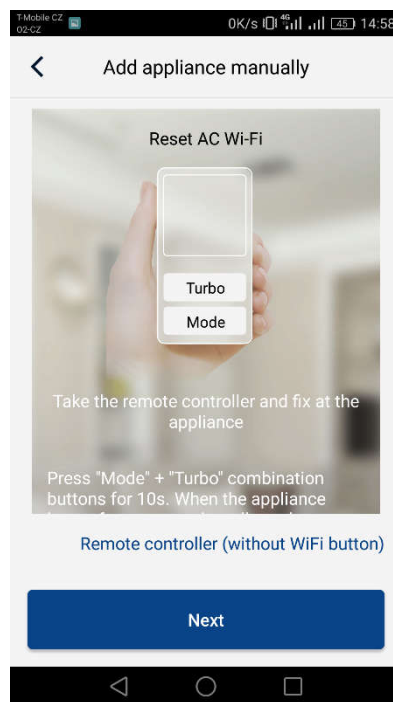 T-Mobile CZ
O2-CZ
0K/s 4G 45 14:58
Add appliance manually
Reset AC Wi-Fi
Turbo
Mode
Take the remote controller and fix at the
appliance
Press "Mode" + "Turbo" combination
buttons for 10s. When the appliance
Remote controller (without WiFi button)
Next